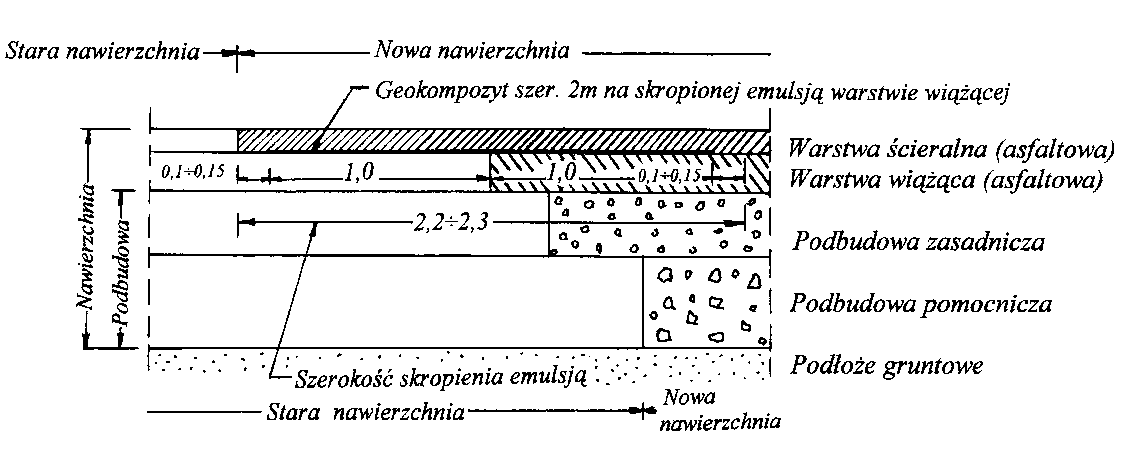 Stara nawierzchnia
Nowa nawierzchnia
Geokompozyt szer. 2m na skropionej emulsją warstwie wiążącej
Warstwa ścieralna (asfaltowa)
0,1÷0,15
1,0
1,0
0,1÷0,15
Warstwa wiążąca (asfaltowa)
2,2÷2,3
Podbudowa zasadnicza
Nawierzchnia
Podbudowa
Podbudowa pomocnicza
Podłoże gruntowe
Szerokość skropienia emulsją
Stara nawierzchnia
Nowa
nawierzchnia